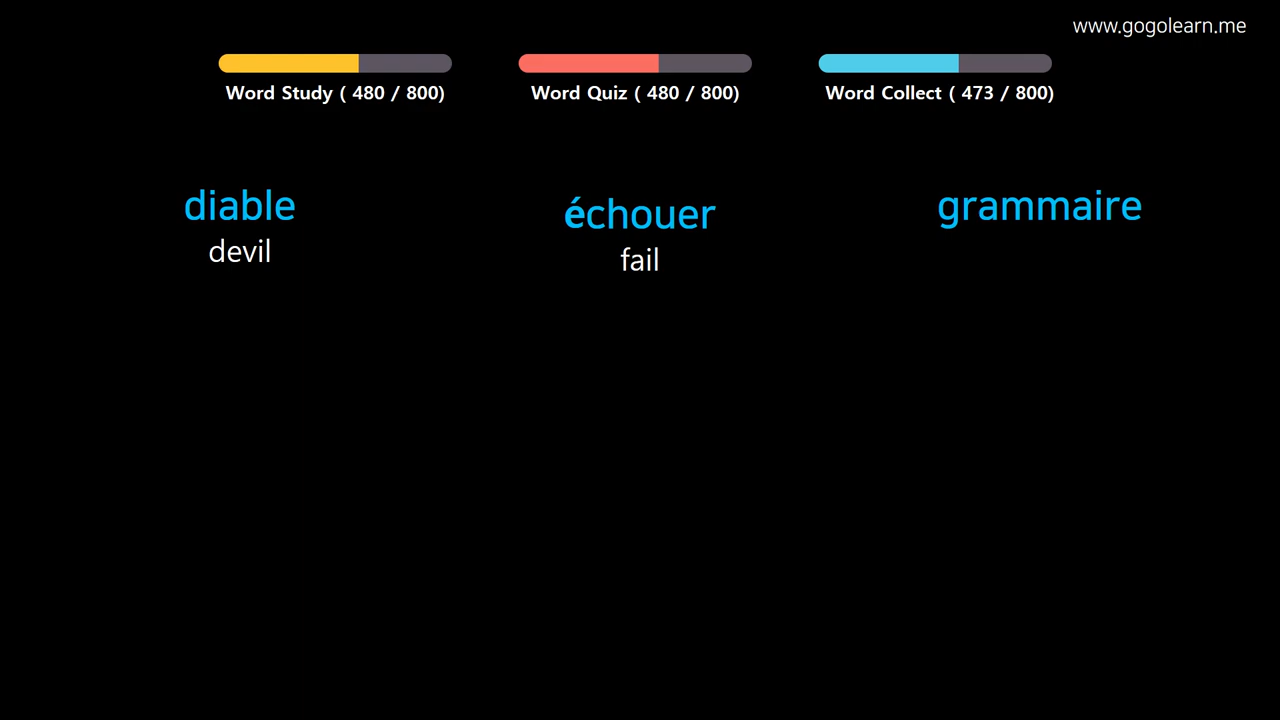 www.gogolearn.me
Word Study ( 480 / 800)
Word Quiz ( 480 / 800)
Word Collect ( 473 / 800)
diable
devil
échouer
fail
grammaire